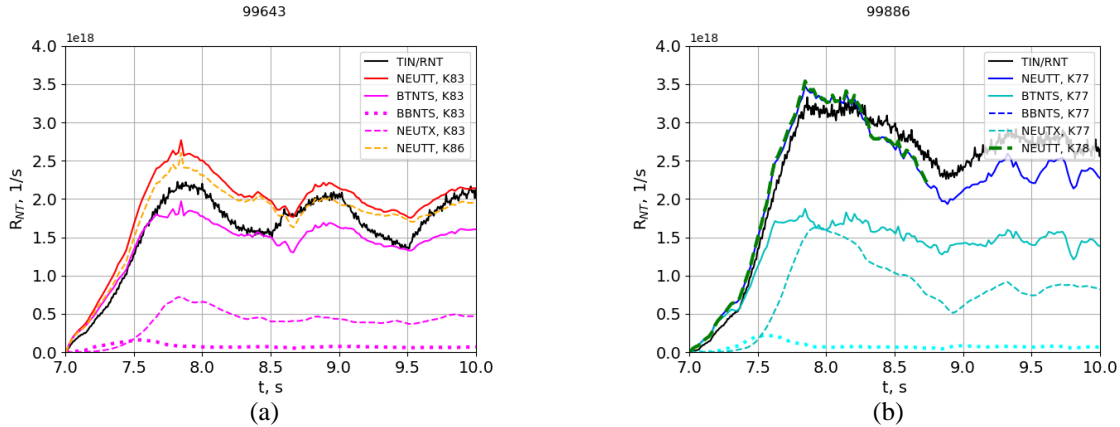 99643
1e18
4.0
3.5
3.0
2.5
2.0
1.5
1.0
0.5
0.0
R_NT, 1/s
TIN/RNT
NEUTT, K83
BTNTS, K83
BBNTS, K83
NEUTX, K83
NEUTT, K86
7.0 7.5 8.0 8.5 9.0 9.5 10.0
t, s
(a)
99886
1e18
4.0
3.5
3.0
2.5
2.0
1.5
1.0
0.5
0.0
R_NT, 1/s
TIN/RNT
NEUTT, K77
BTNTS, K77
BBNTS, K77
NEUTX, K77
NEUTT, K78
7.0 7.5 8.0 8.5 9.0 9.5 10.0
t, s
(b)